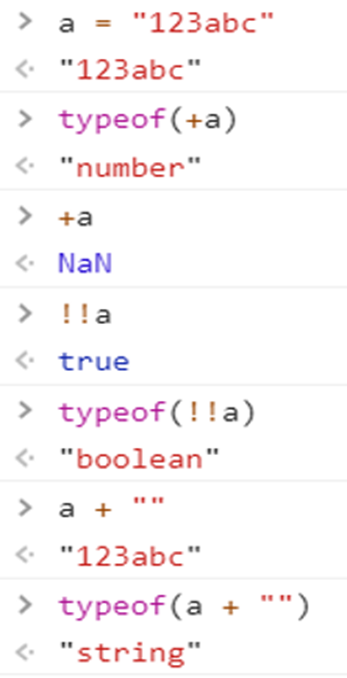 > a = "123abc"
<· "123abc"
> typeof(+a)
<· "number"
> +a
<· NaN
> !!a
<· true
> typeof(!!a)
<· "boolean"
> a + ""
<· "123abc"
> typeof(a + "")
<· "string"